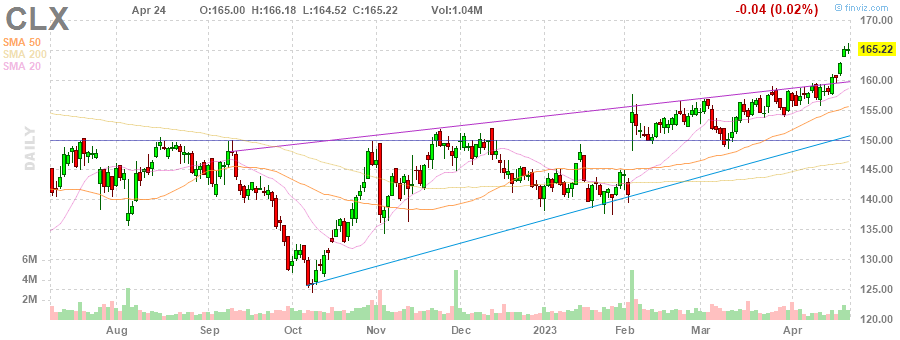 CLX Apr 24 O:165.00 H:166.18 L:164.52 C:165.22 Vol:1.04M -0.04 (0.02%) finviz.com
SMA 50
SMA 200
SMA 20
DAILY
170.00
165.22
160.00
155.00
150.00
145.00
140.00
135.00
130.00
125.00
120.00
6M
4M
2M
Aug Sep Oct Nov Dec 2023 Feb Mar Apr